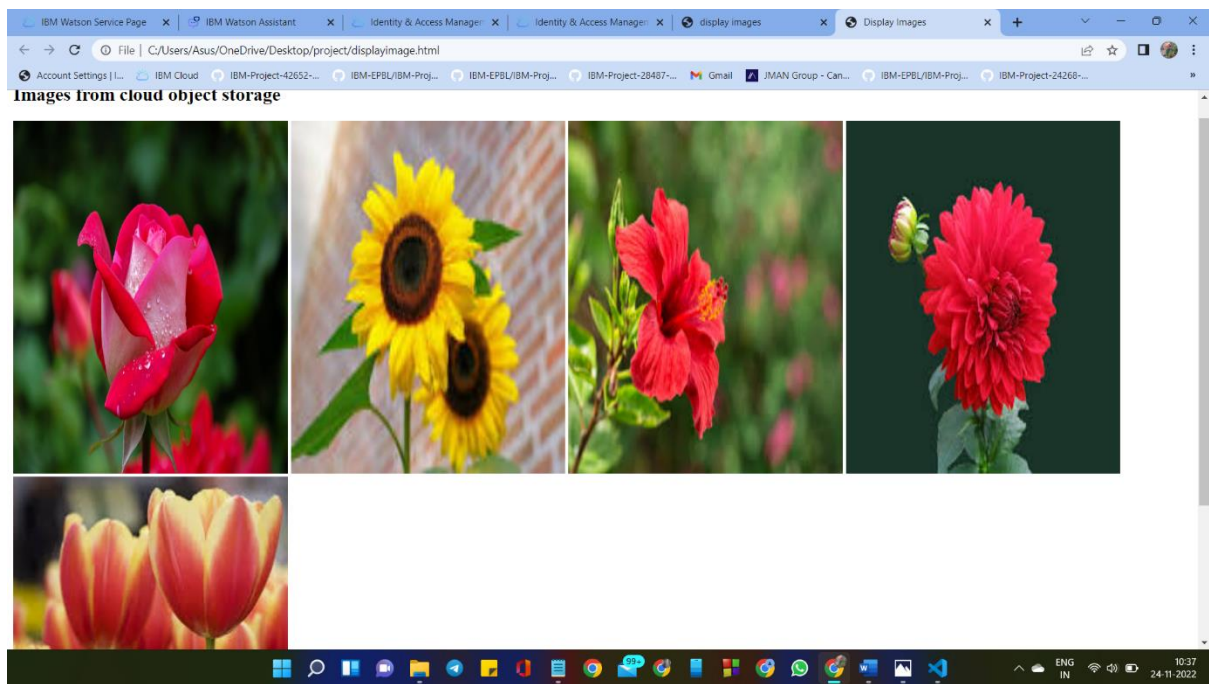 IBM Watson Service Page
IBM Watson Assistant
Identity & Access Managem
Identity & Access Managem
display images
Display Images
File | C:/Users/Asus/OneDrive/Desktop/project/displayimage.html
Account Settings | I...
IBM Cloud
IBM-Project-42652-...
IBM-EPBL/IBM-Proj...
IBM-EPBL/IBM-Proj...
IBM-Project-28487-...
Gmail
JMAN Group - Can...
IBM-EPBL/IBM-Proj...
IBM-Project-24268-...
»
Images from cloud object storage
99+
ENG
IN
10:37
24-11-2022